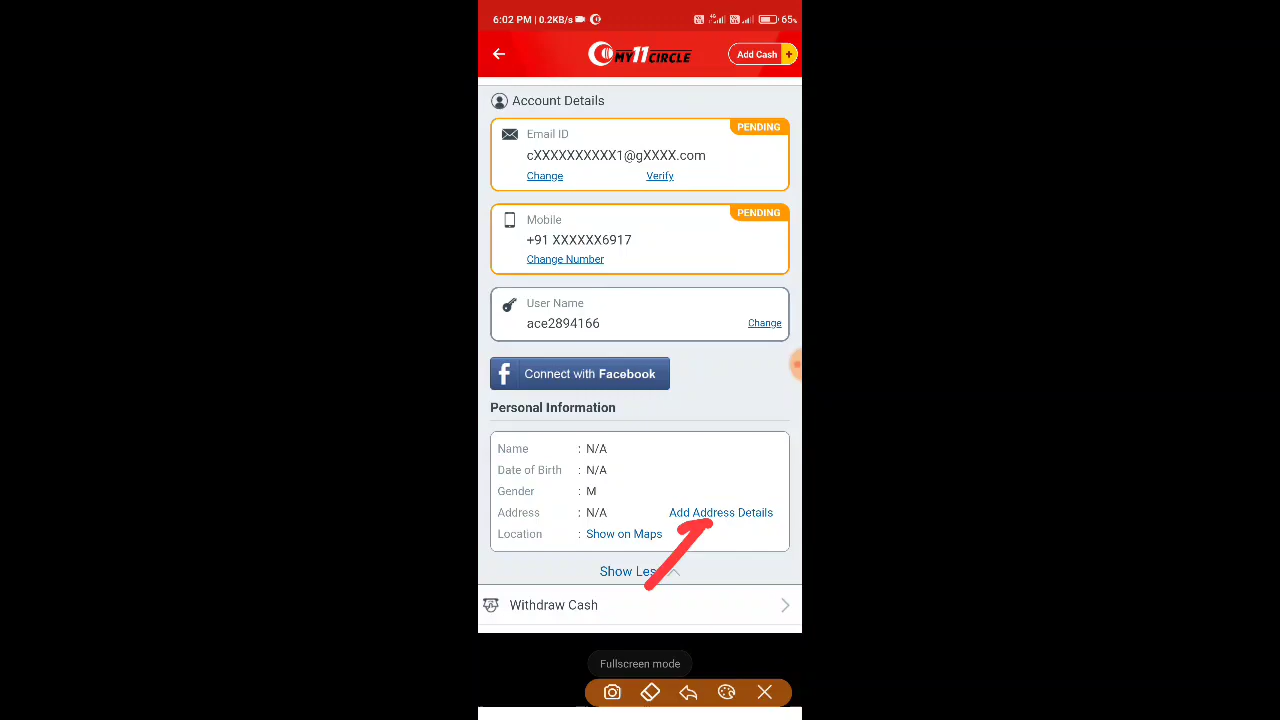 6:02 PM | 0.2KB/s
4G
65%
MY11CIRCLE
Add Cash +
Account Details
PENDING
Email ID
cXXXXXXXXXX1@gXXXX.com
Change Verify
PENDING
Mobile
+91 XXXXXX6917
Change Number
User Name
ace2894166 Change
f Connect with Facebook
Personal Information
Name : N/A
Date of Birth : N/A
Gender : M
Address : N/A Add Address Details
Location : Show on Maps
Show Les
Withdraw Cash
Fullscreen mode